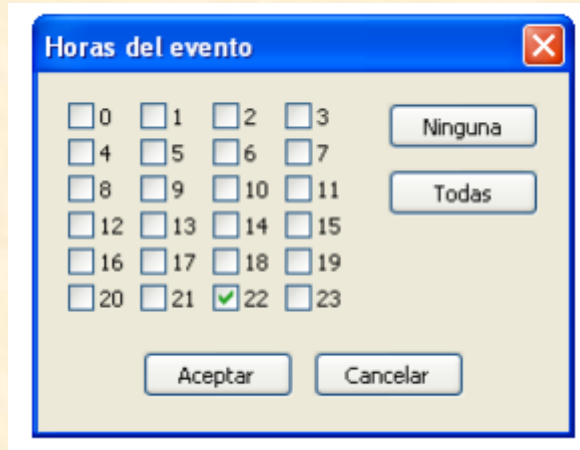 Horas del evento
0 1 2 3 Ninguna
4 5 6 7
8 9 10 11 Todas
12 13 14 15
16 17 18 19
20 21 22 23
Aceptar Cancelar